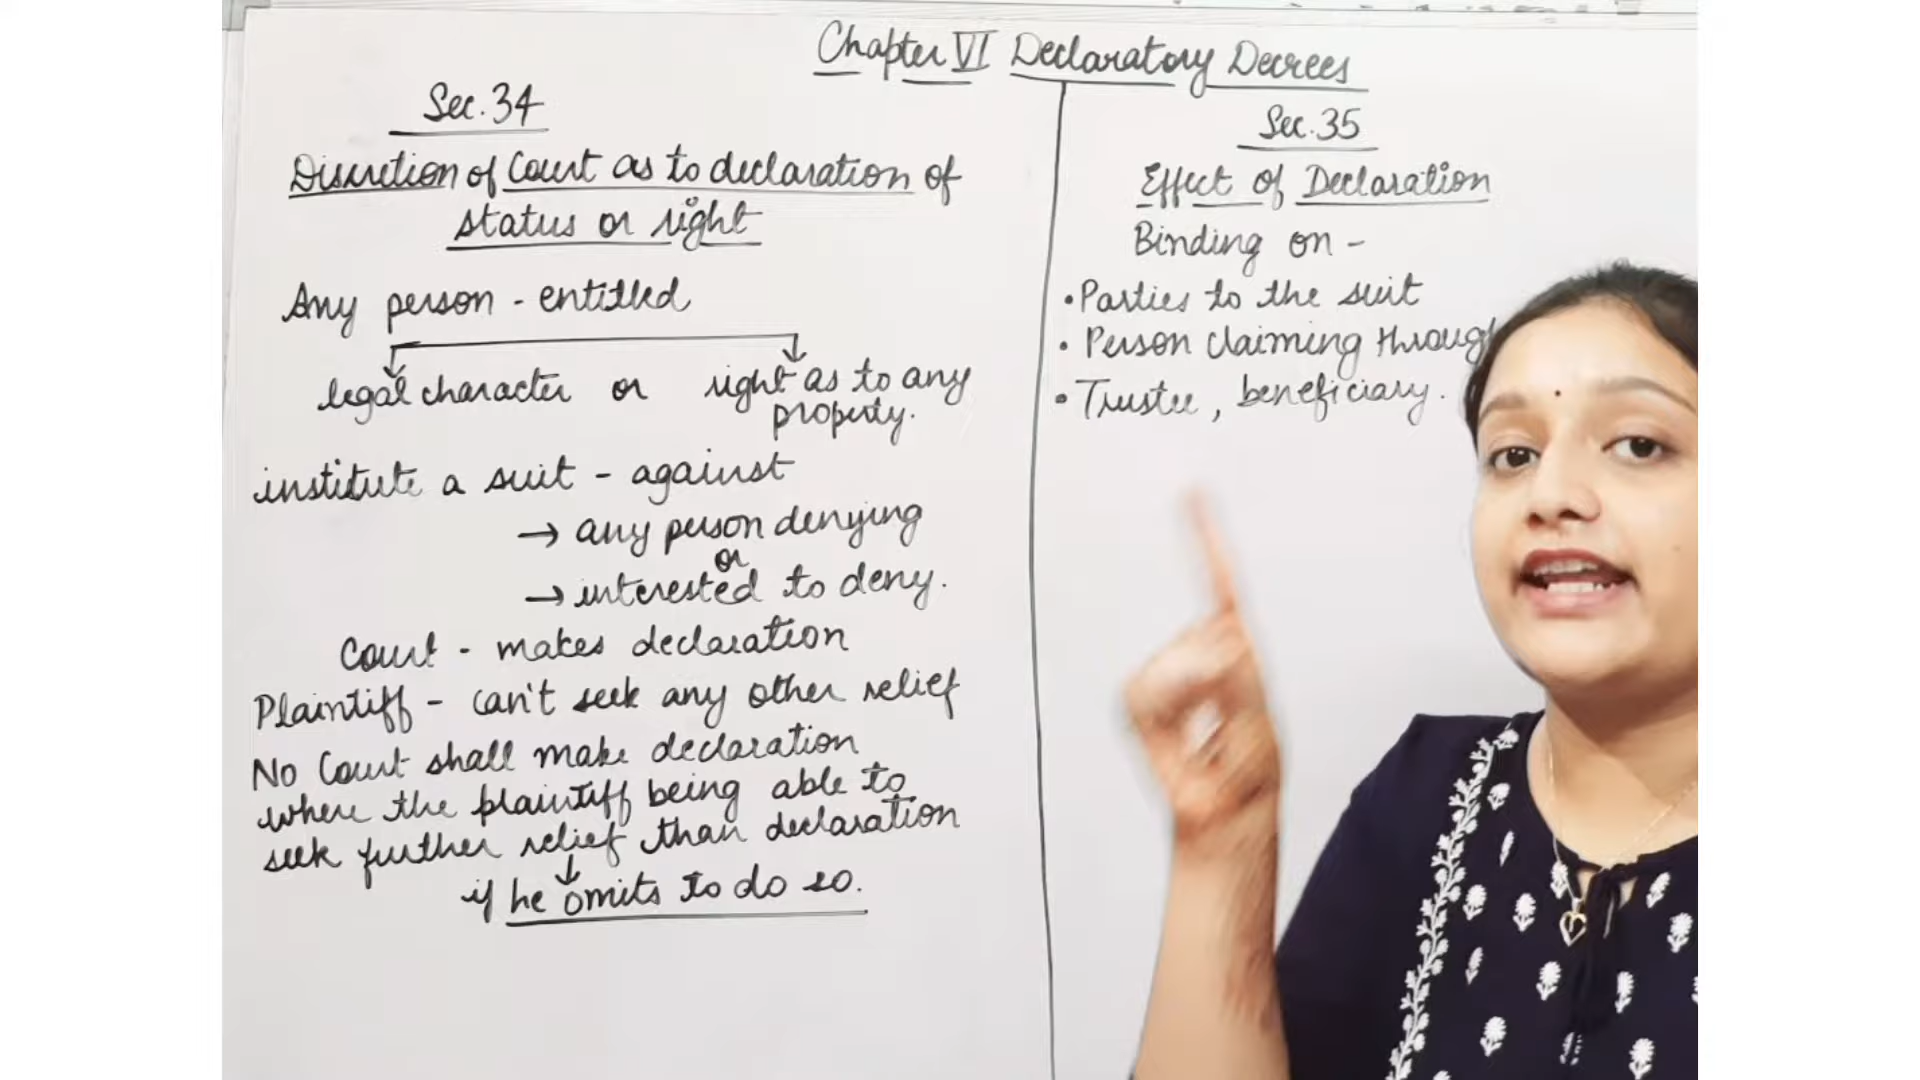 Chapter VI Declaratory Decrees
Sec. 34
Discretion of Court as to declaration of
status or right
Any person - entitled
legal character or right as to any
property.
institute a suit - against
→ any person denying
or
→ interested to deny.
Court - makes declaration
Plaintiff - can't seek any other relief
No Court shall make declaration
where the plaintiff being able to
seek further relief than declaration
if he omits to do so.
Sec. 35
Effect of Declaration
Binding on -
• Parties to the suit
• Person claiming through
• Trustee, beneficiary.